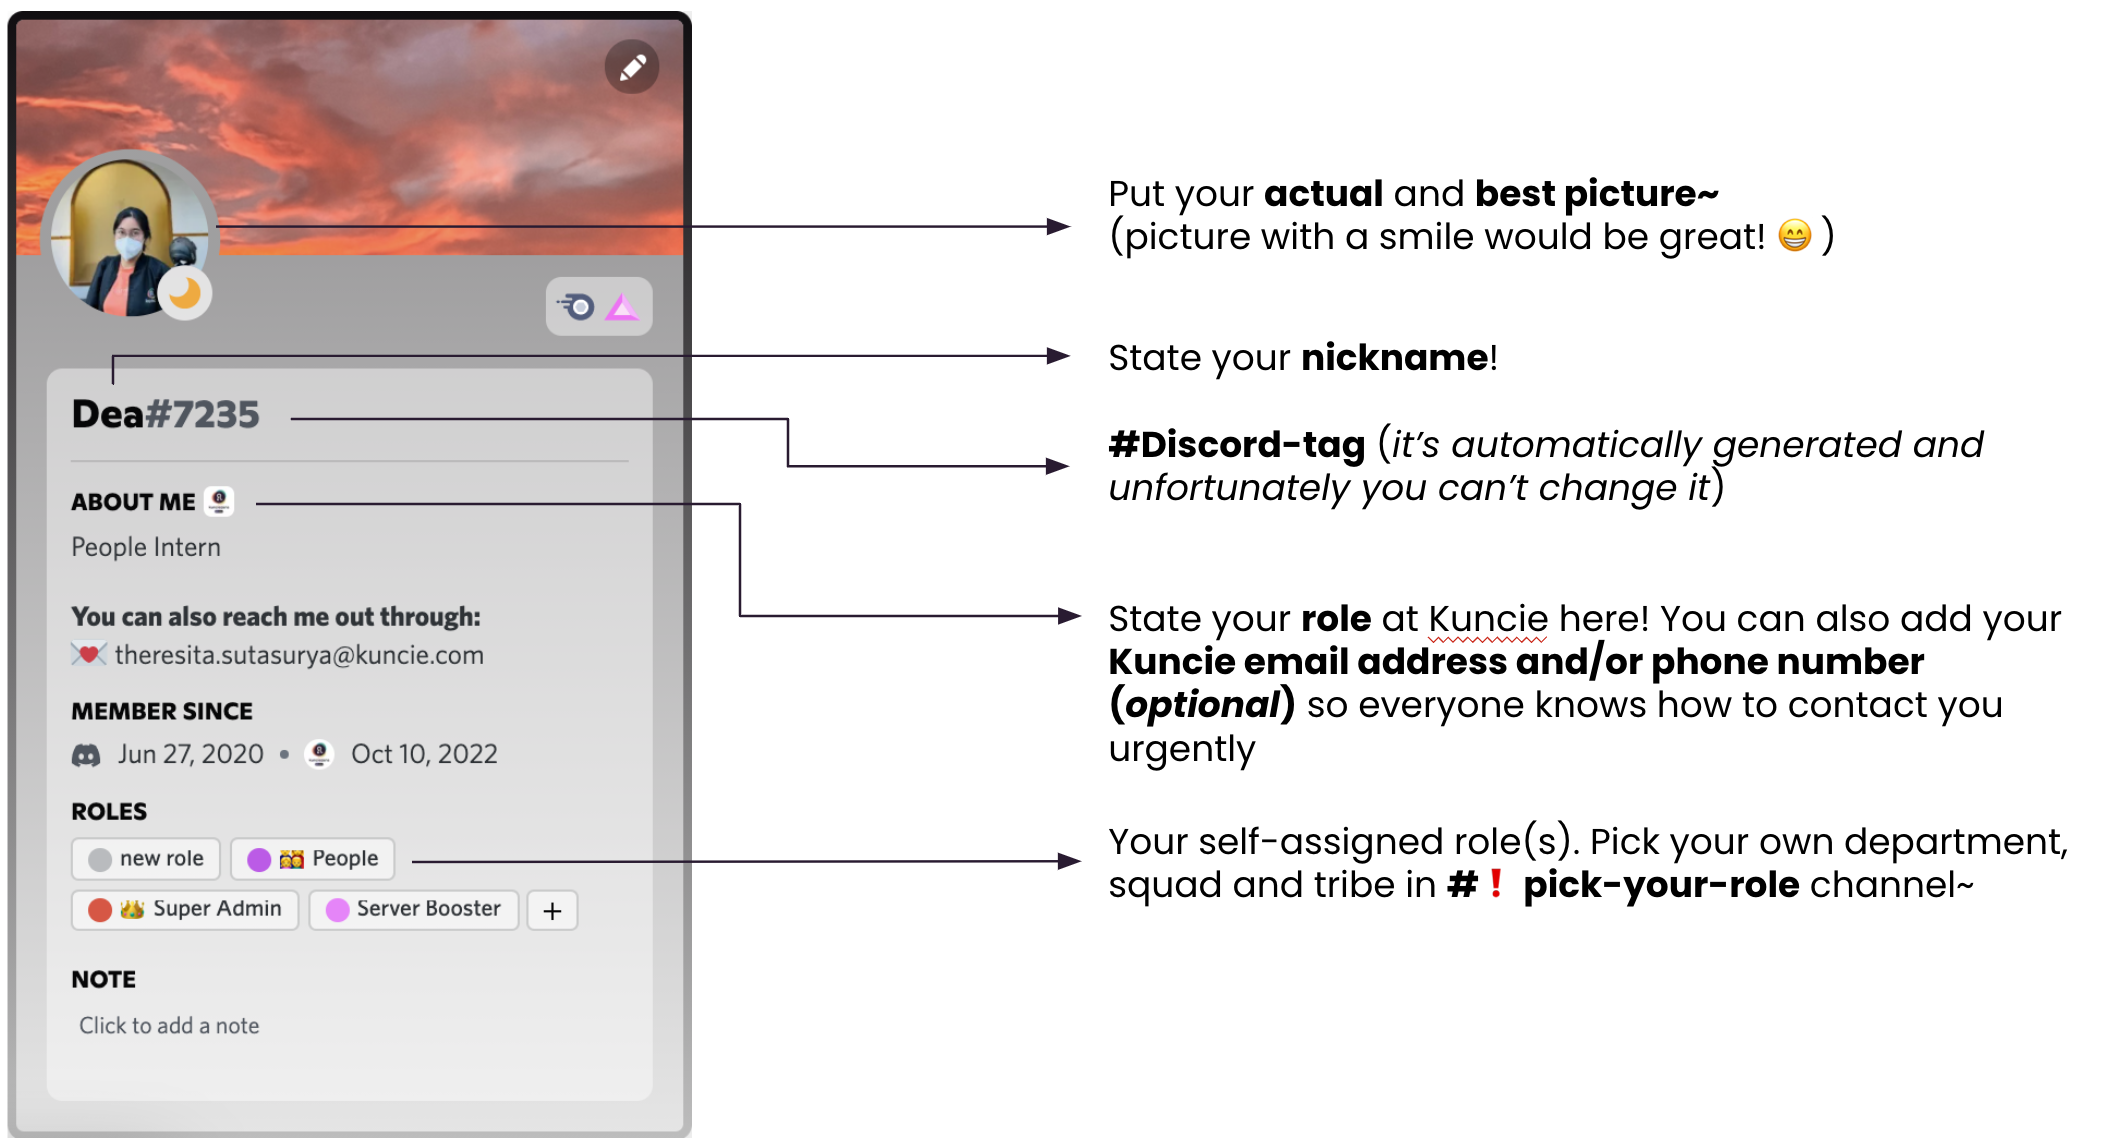 Dea#7235
ABOUT ME
People Intern
You can also reach me out through:
💌 theresita.sutasurya@kuncie.com
MEMBER SINCE
Jun 27, 2020 • Oct 10, 2022
ROLES
new role
👯 People
👑 Super Admin
Server Booster
+
NOTE
Click to add a note
Put your actual and best picture~
(picture with a smile would be great! 😁 )
State your nickname!
#Discord-tag (it's automatically generated and
unfortunately you can't change it)
State your role at Kuncie here! You can also add your
Kuncie email address and/or phone number
(optional) so everyone knows how to contact you
urgently
Your self-assigned role(s). Pick your own department,
squad and tribe in #❗ pick-your-role channel~